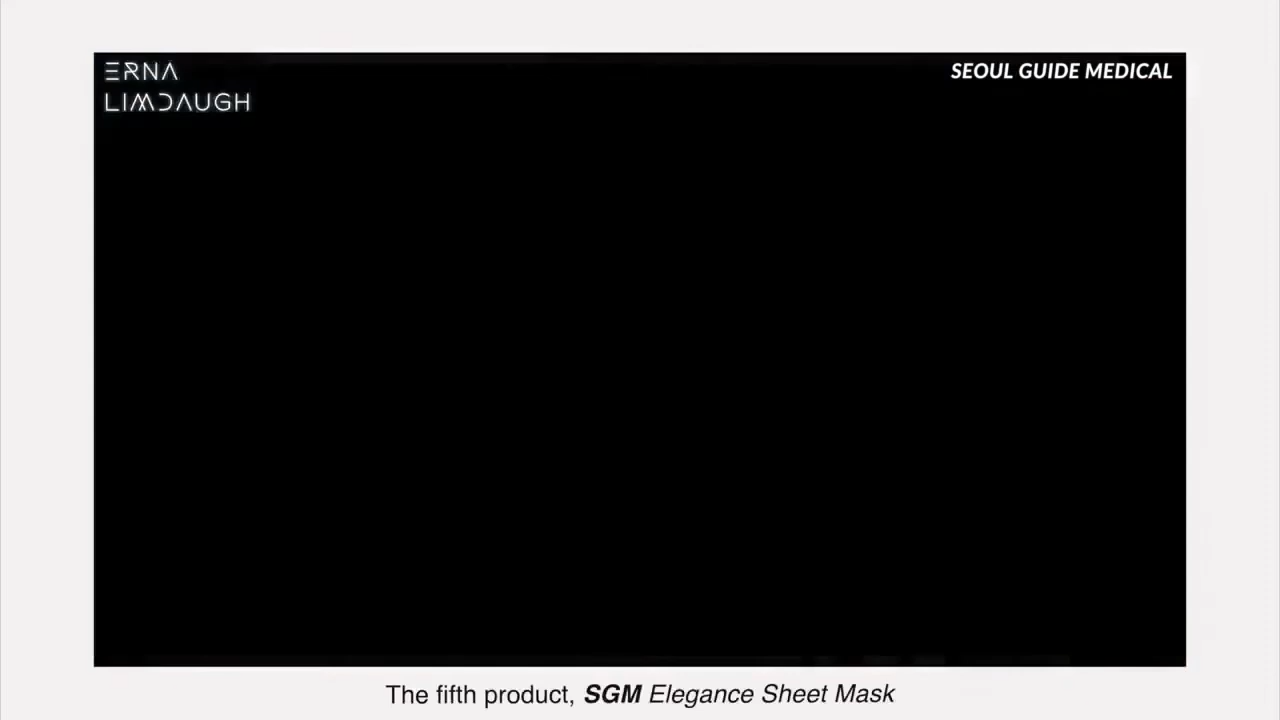 ERNA
LIMDAUGH
SEOUL GUIDE MEDICAL
The fifth product, SGM Elegance Sheet Mask